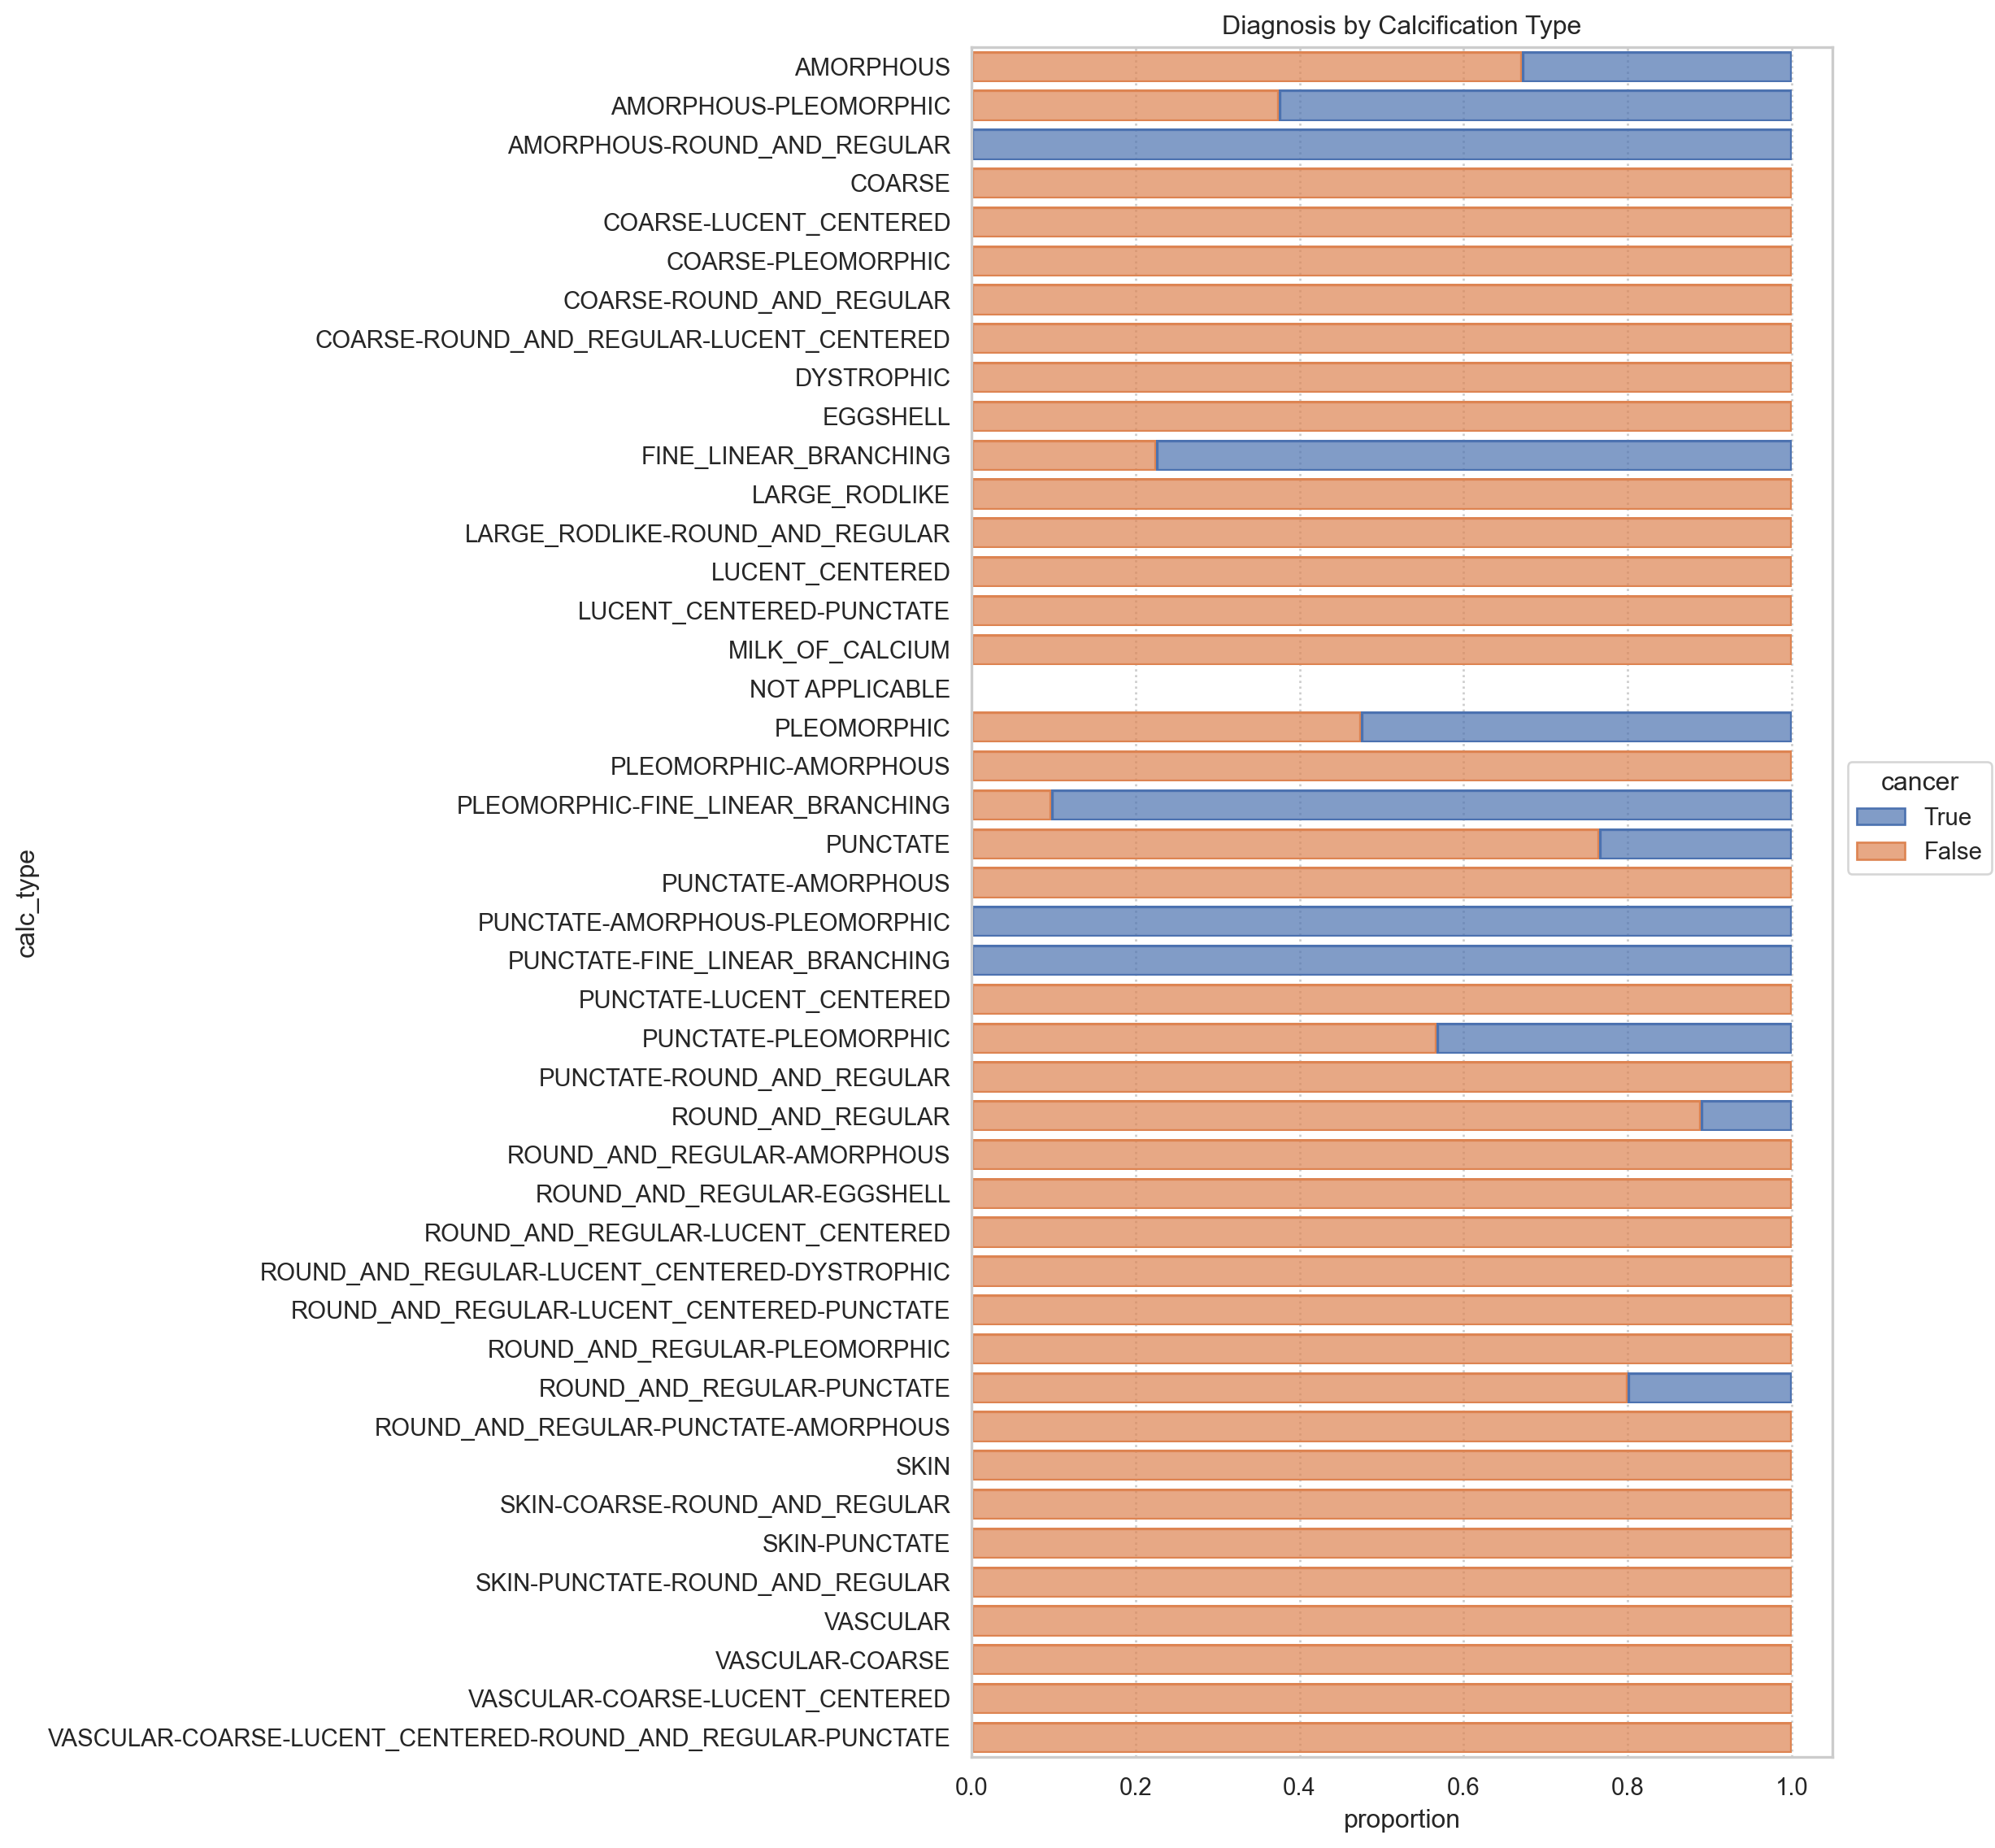 Diagnosis by Calcification Type
AMORPHOUS
AMORPHOUS-PLEOMORPHIC
AMORPHOUS-ROUND_AND_REGULAR
COARSE
COARSE-LUCENT_CENTERED
COARSE-PLEOMORPHIC
COARSE-ROUND_AND_REGULAR
COARSE-ROUND_AND_REGULAR-LUCENT_CENTERED
DYSTROPHIC
EGGSHELL
FINE_LINEAR_BRANCHING
LARGE_RODLIKE
LARGE_RODLIKE-ROUND_AND_REGULAR
LUCENT_CENTERED
LUCENT_CENTERED-PUNCTATE
MILK_OF_CALCIUM
NOT APPLICABLE
PLEOMORPHIC
PLEOMORPHIC-AMORPHOUS
PLEOMORPHIC-FINE_LINEAR_BRANCHING
PUNCTATE
PUNCTATE-AMORPHOUS
PUNCTATE-AMORPHOUS-PLEOMORPHIC
PUNCTATE-FINE_LINEAR_BRANCHING
PUNCTATE-LUCENT_CENTERED
PUNCTATE-PLEOMORPHIC
PUNCTATE-ROUND_AND_REGULAR
ROUND_AND_REGULAR
ROUND_AND_REGULAR-AMORPHOUS
ROUND_AND_REGULAR-EGGSHELL
ROUND_AND_REGULAR-LUCENT_CENTERED
ROUND_AND_REGULAR-LUCENT_CENTERED-DYSTROPHIC
ROUND_AND_REGULAR-LUCENT_CENTERED-PUNCTATE
ROUND_AND_REGULAR-PLEOMORPHIC
ROUND_AND_REGULAR-PUNCTATE
ROUND_AND_REGULAR-PUNCTATE-AMORPHOUS
SKIN
SKIN-COARSE-ROUND_AND_REGULAR
SKIN-PUNCTATE
SKIN-PUNCTATE-ROUND_AND_REGULAR
VASCULAR
VASCULAR-COARSE
VASCULAR-COARSE-LUCENT_CENTERED
VASCULAR-COARSE-LUCENT_CENTERED-ROUND_AND_REGULAR-PUNCTATE
calc_type
0.0 0.2 0.4 0.6 0.8 1.0
proportion
cancer
True
False